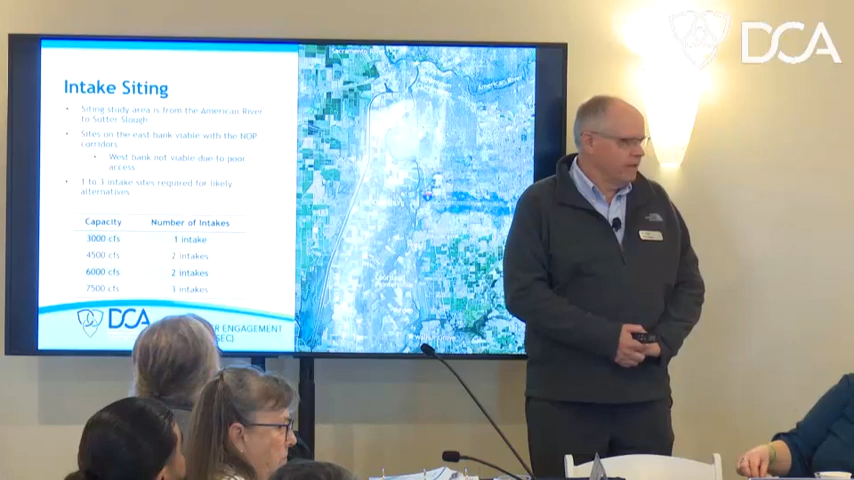 DCA
Intake Siting
• Siting study area is from the American River
to Sutter Slough
• Sites on the east bank viable with the NOP
corridors
• West bank not viable due to poor
access
• 1 to 3 intake sites required for likely
alternatives
Capacity Number of Intakes
3000 cfs 1 intake
4500 cfs 2 intakes
6000 cfs 2 intakes
7500 cfs 3 intakes
DCA
ENGAGEMENT
Sacramento River
American River